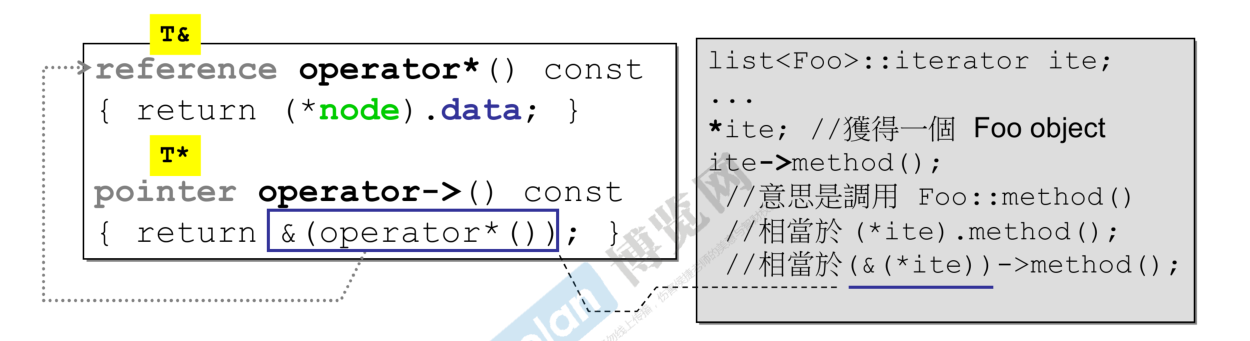 T&
reference operator*() const
{ return (*node).data; }
T*
pointer operator->() const
{ return &(operator*()); }
list<Foo>::iterator ite;
...
*ite; //獲得一個 Foo object
ite->method();
//意思是調用 Foo::method()
//相當於 (*ite).method();
//相當於(&(*ite))->method();
博览网
olan